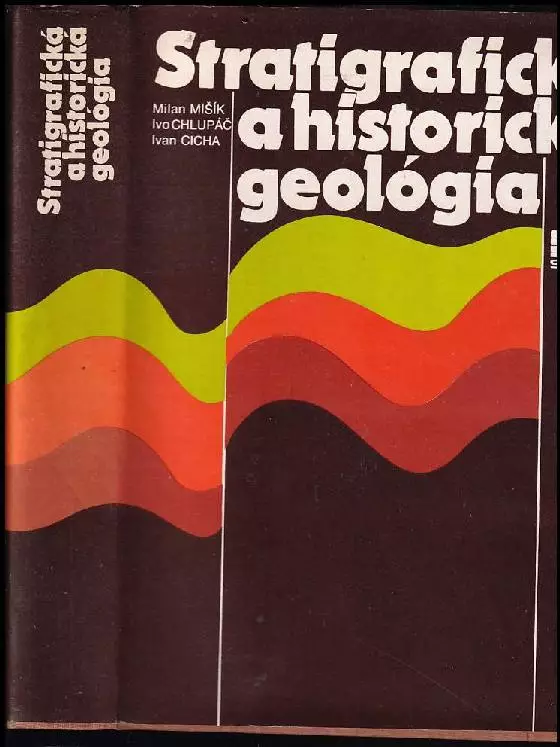 Stratigrafická
a historická
geológia
Stratigrafick
a historick
geológia
Milan MIŠÍK
Ivo CHLUPÁČ
Ivan CICHA